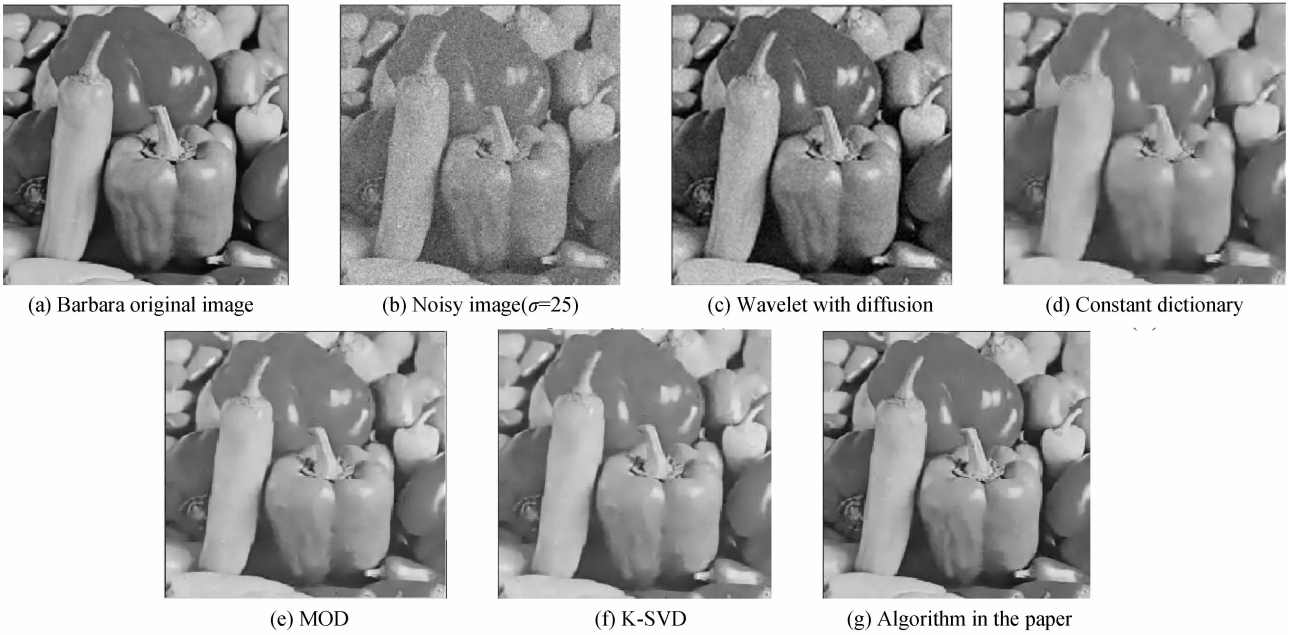 (a) Barbara original image
(b) Noisy image(σ=25)
(c) Wavelet with diffusion
(d) Constant dictionary
(e) MOD
(f) K-SVD
(g) Algorithm in the paper